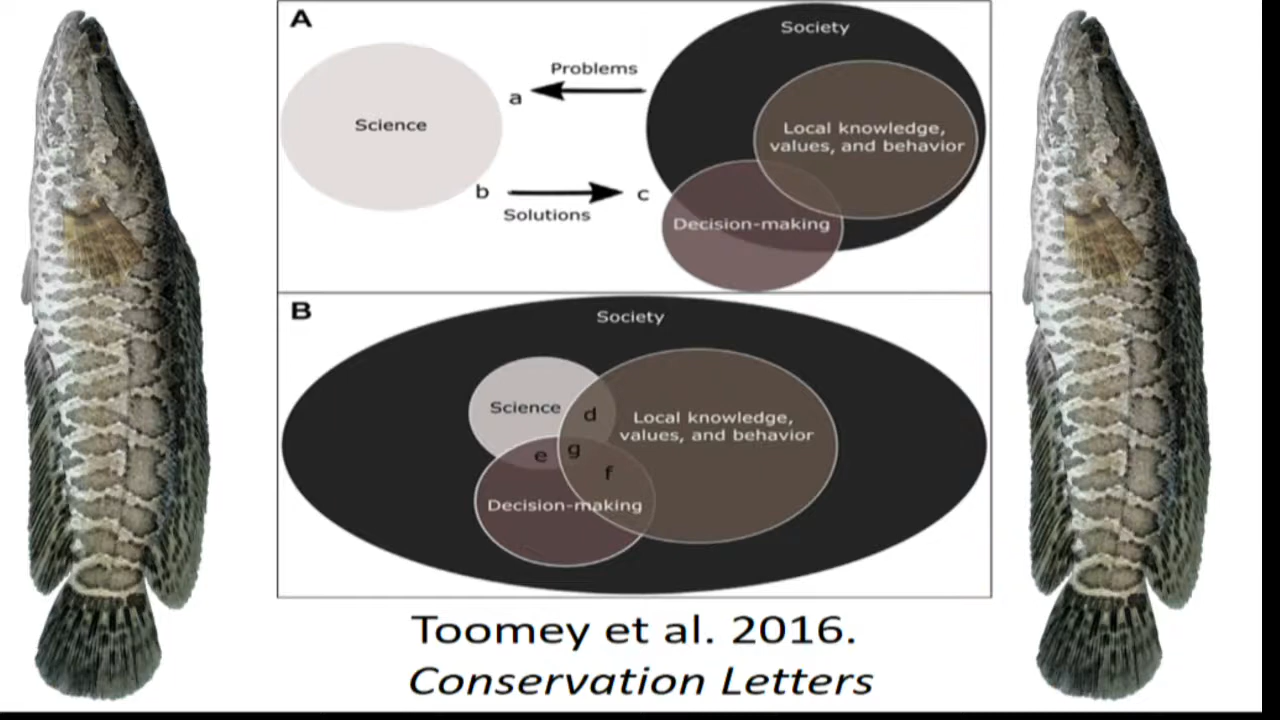 A
Society
Problems
a
Science
Local knowledge,
values, and behavior
b
c
Solutions
Decision-making
B
Society
Science
d
Local knowledge,
values, and behavior
e
g
f
Decision-making
Toomey et al. 2016.
Conservation Letters